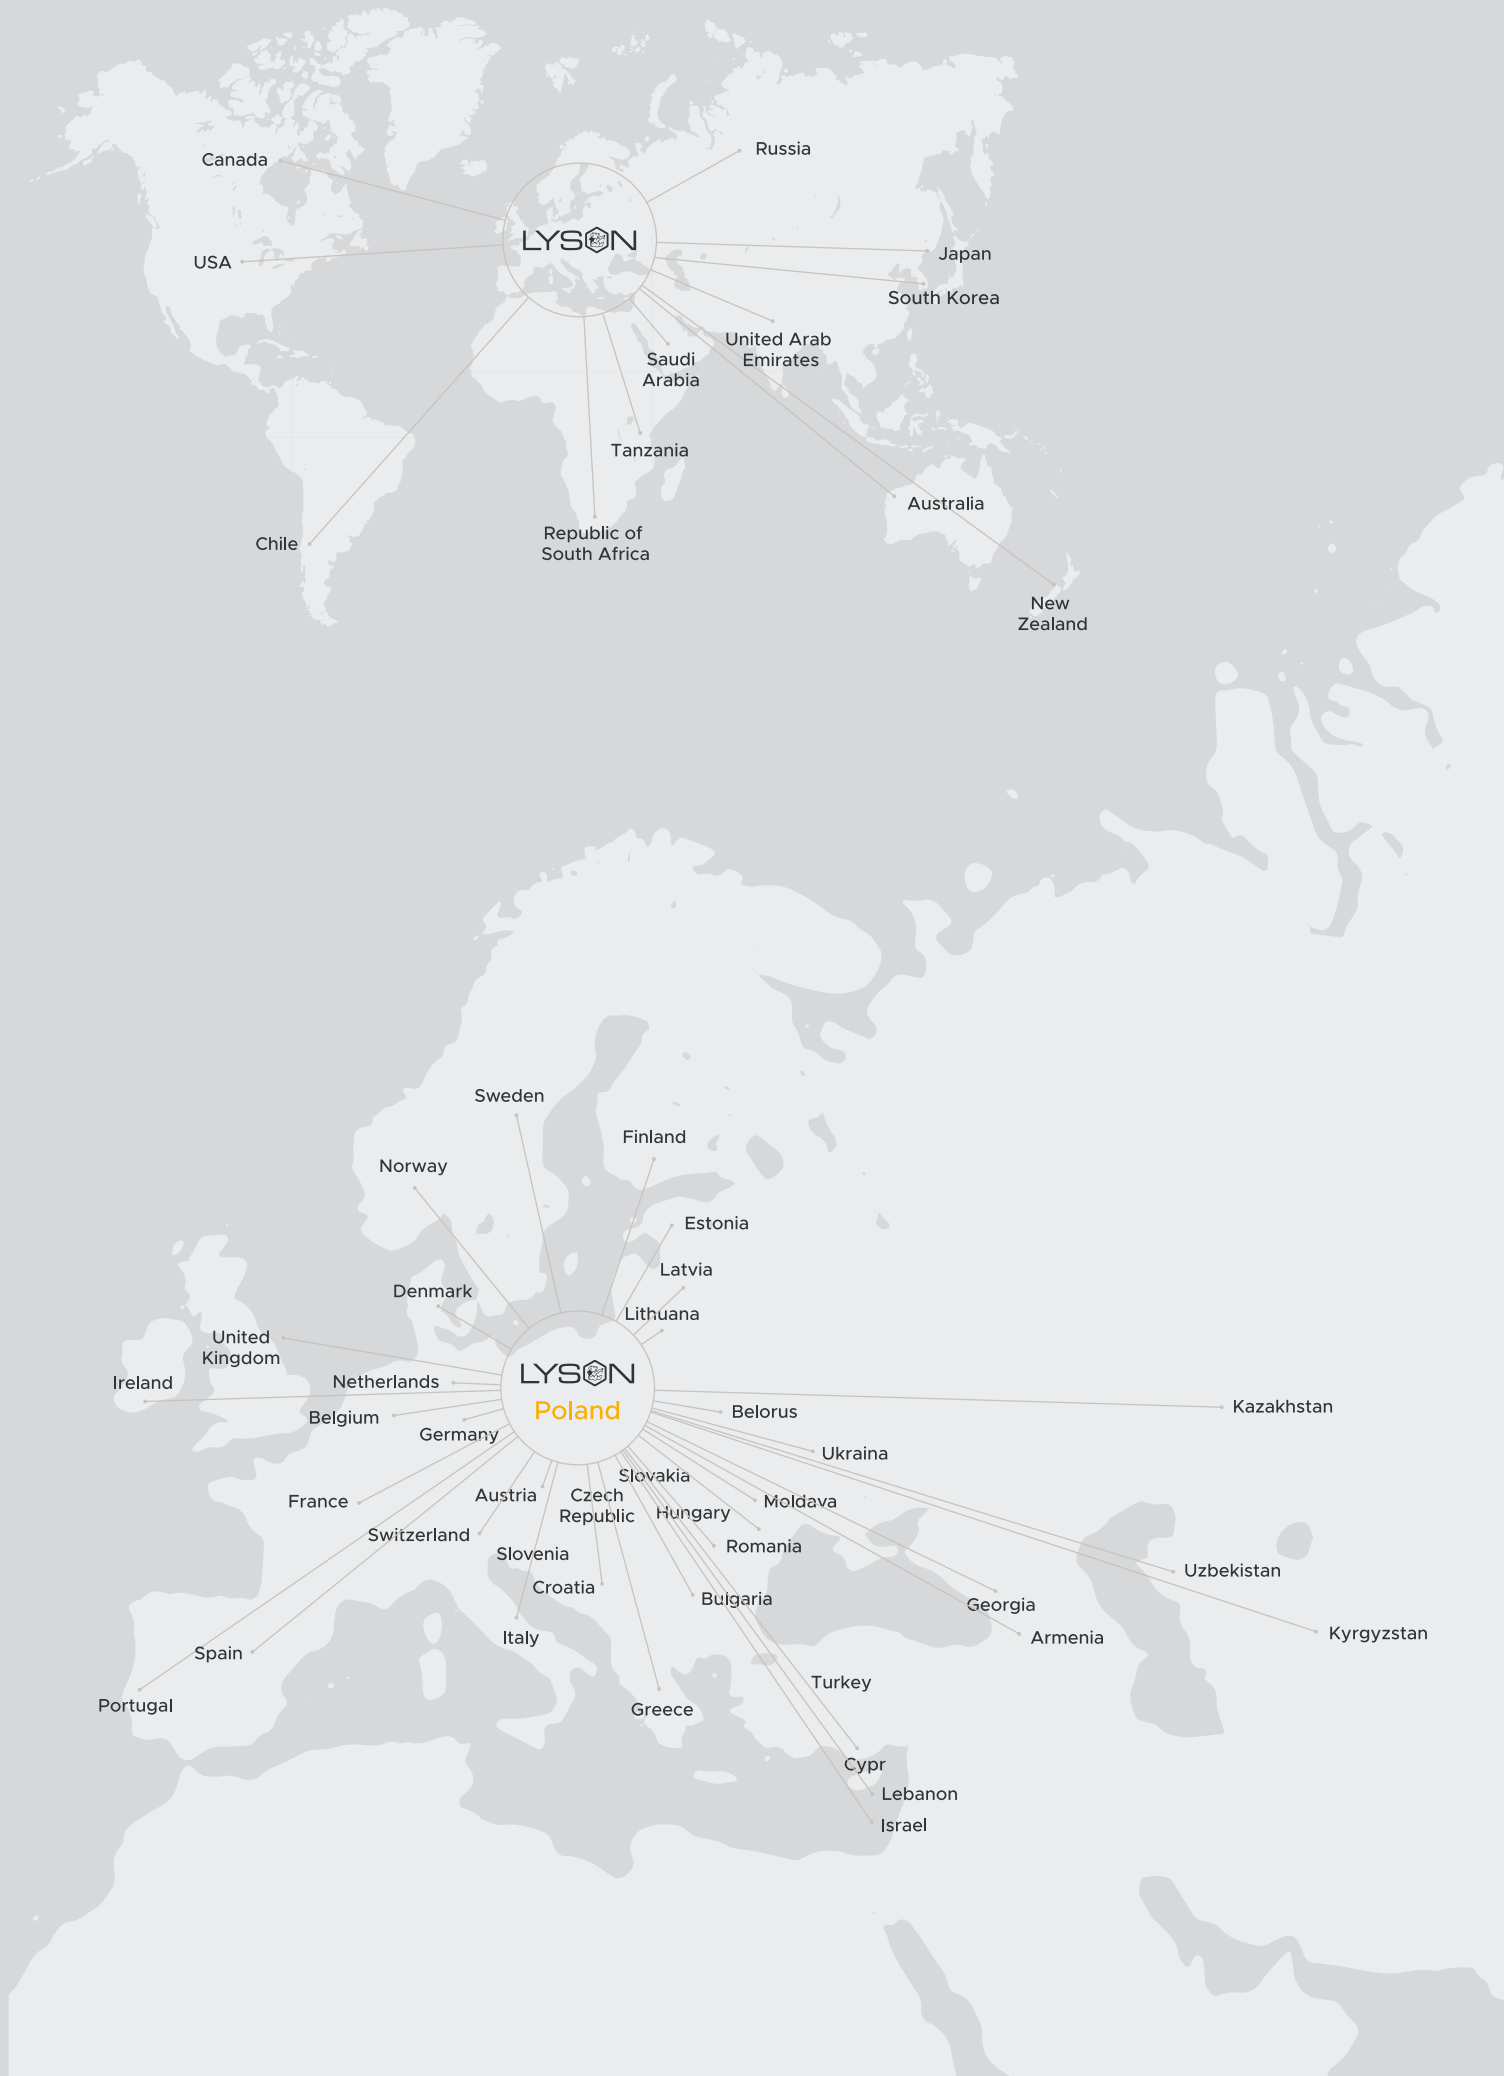 Canada
Russia
LYSON
USA
Japan
South Korea
United Arab
Emirates
Saudi
Arabia
Tanzania
Australia
Republic of
South Africa
Chile
New
Zealand
Sweden
Finland
Norway
Estonia
Latvia
Denmark
Lithuana
United
Kingdom
LYSON
Poland
Ireland
Netherlands
Belgium
Germany
Belorus
Kazakhstan
Ukraina
Slovakia
France
Austria
Czech
Republic
Hungary
Moldava
Switzerland
Romania
Slovenia
Croatia
Bulgaria
Uzbekistan
Georgia
Italy
Armenia
Kyrgyzstan
Spain
Turkey
Portugal
Greece
Cypr
Lebanon
Israel